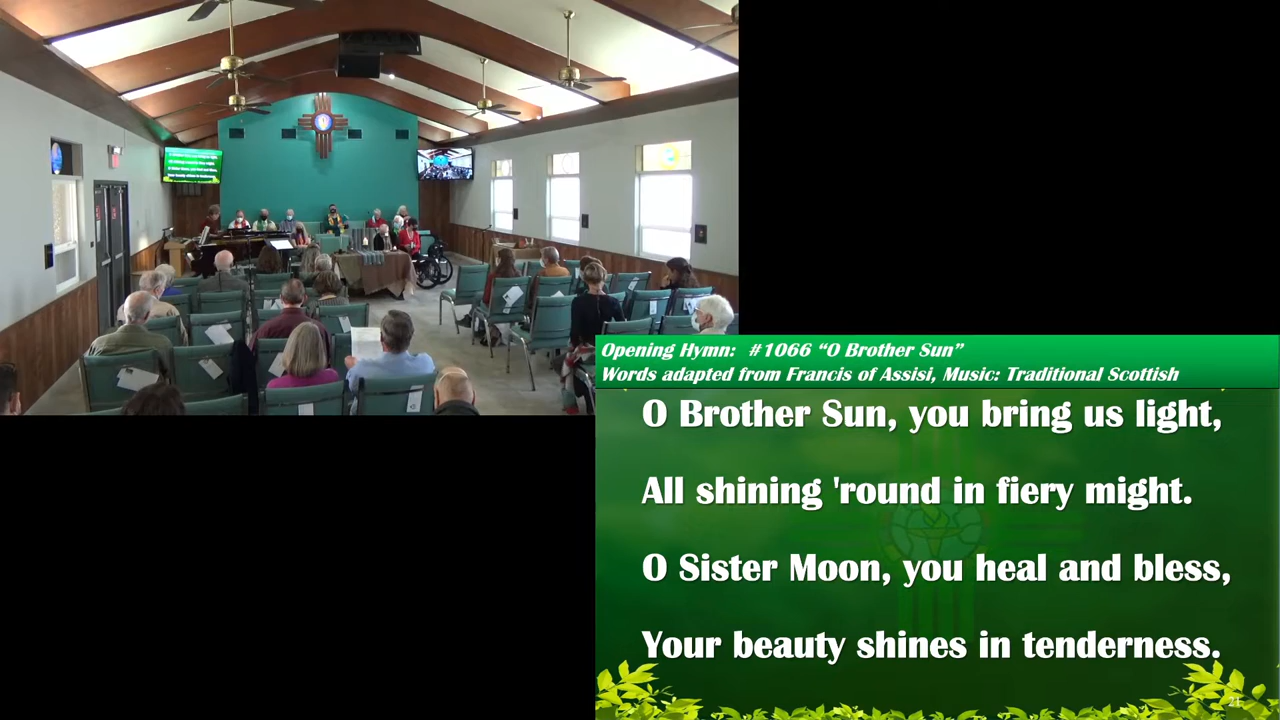 Opening Hymn: #1066 “O Brother Sun”
Words adapted from Francis of Assisi, Music: Traditional Scottish
O Brother Sun, you bring us light,
All shining 'round in fiery might.
O Sister Moon, you heal and bless,
Your beauty shines in tenderness.
21